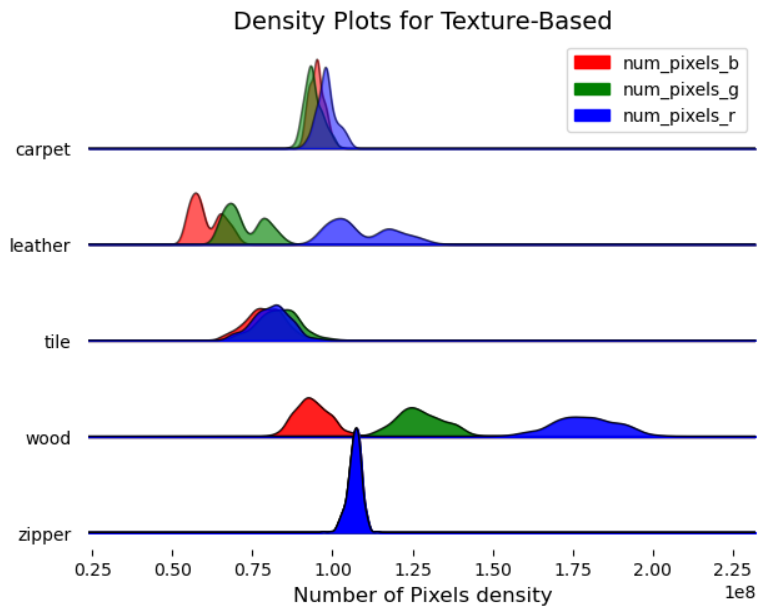 Density Plots for Texture-Based
num_pixels_b
num_pixels_g
num_pixels_r
carpet
leather
tile
wood
zipper
0.25 0.50 0.75 1.00 1.25 1.50 1.75 2.00 2.25
1e8
Number of Pixels density